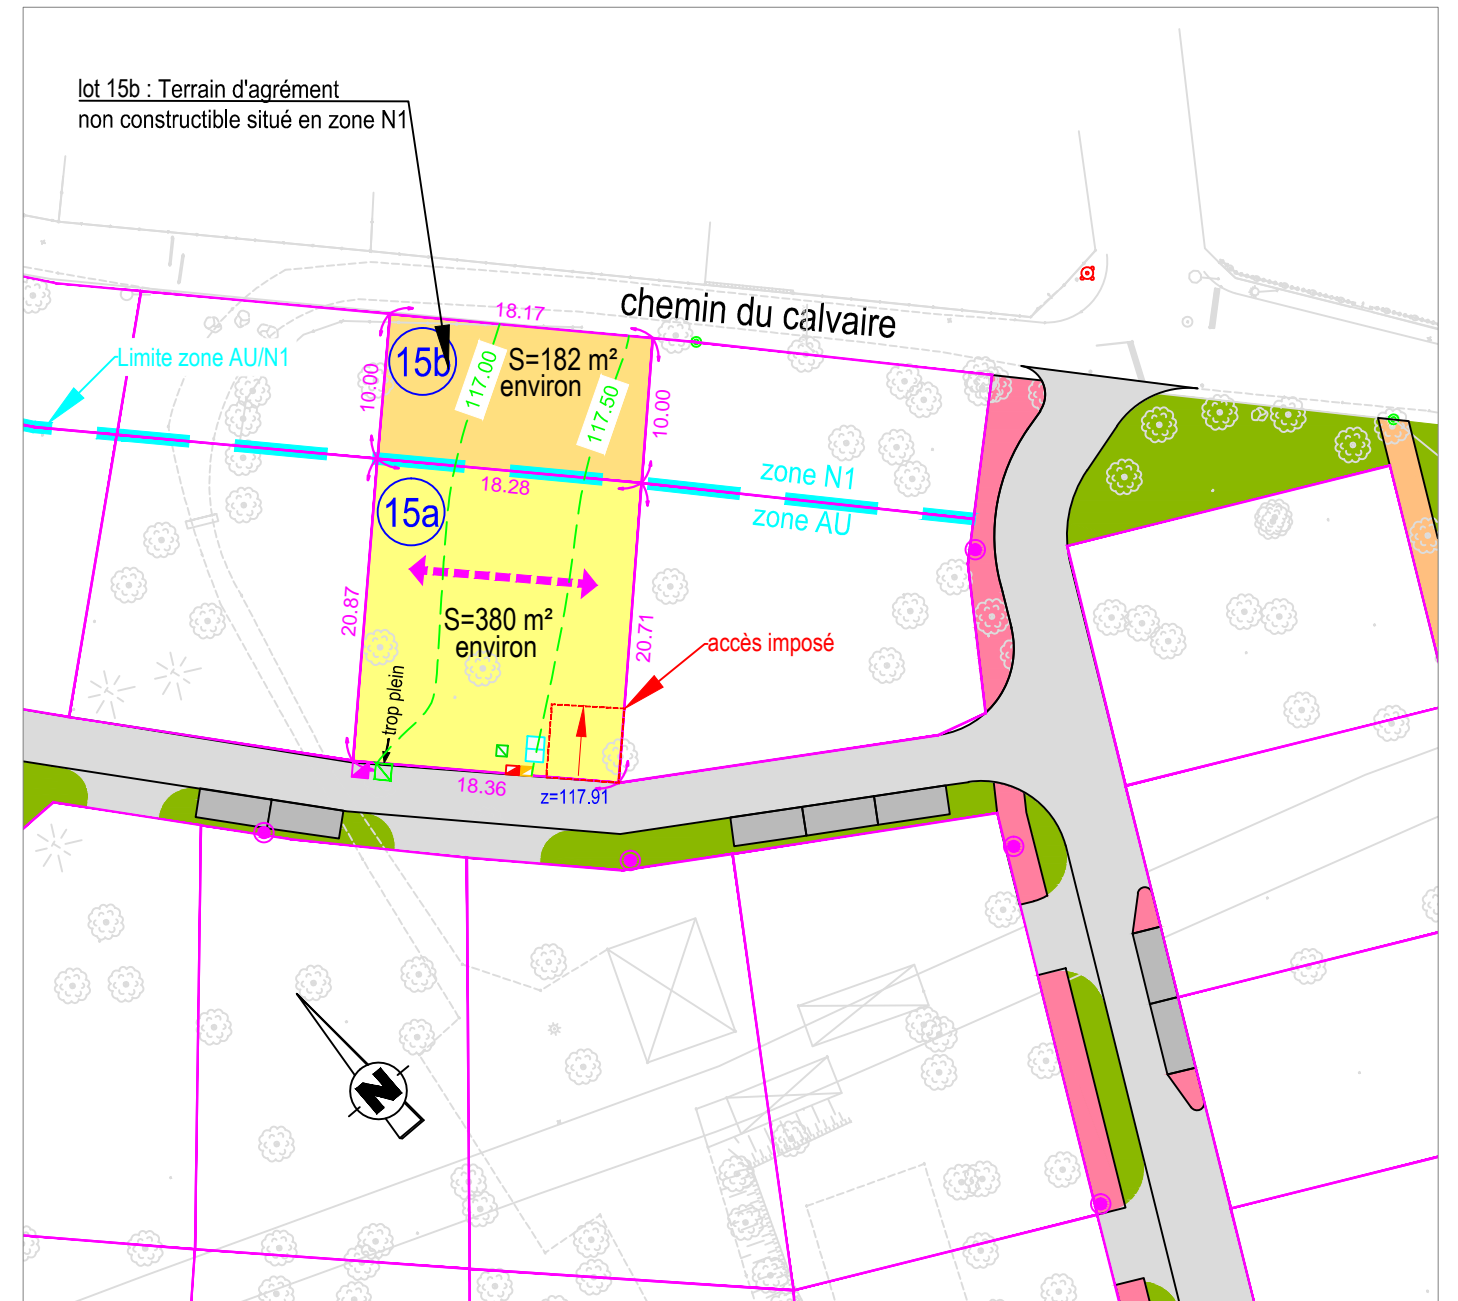 lot 15b : Terrain d'agrément
non constructible situé en zone N1
chemin du calvaire
18.17
Limite zone AU/N1
15b
S=182 m²
environ
117.00
117.50
10.00
10.00
zone N1
zone AU
18.28
15a
S=380 m²
environ
20.87
20.71
accès imposé
trop plein
18.36
z=117.91
N